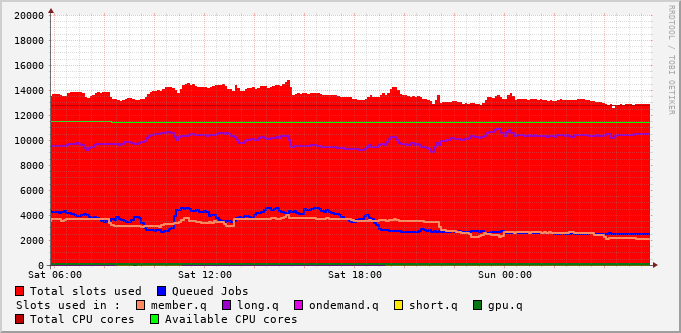 20000
18000
16000
14000
12000
10000
8000
6000
4000
2000
0
Sat 06:00 Sat 12:00 Sat 18:00 Sun 00:00
RRDTOOL / TOBI OETIKER
Total slots used Queued Jobs
Slots used in : member.q long.q ondemand.q short.q gpu.q
Total CPU cores Available CPU cores